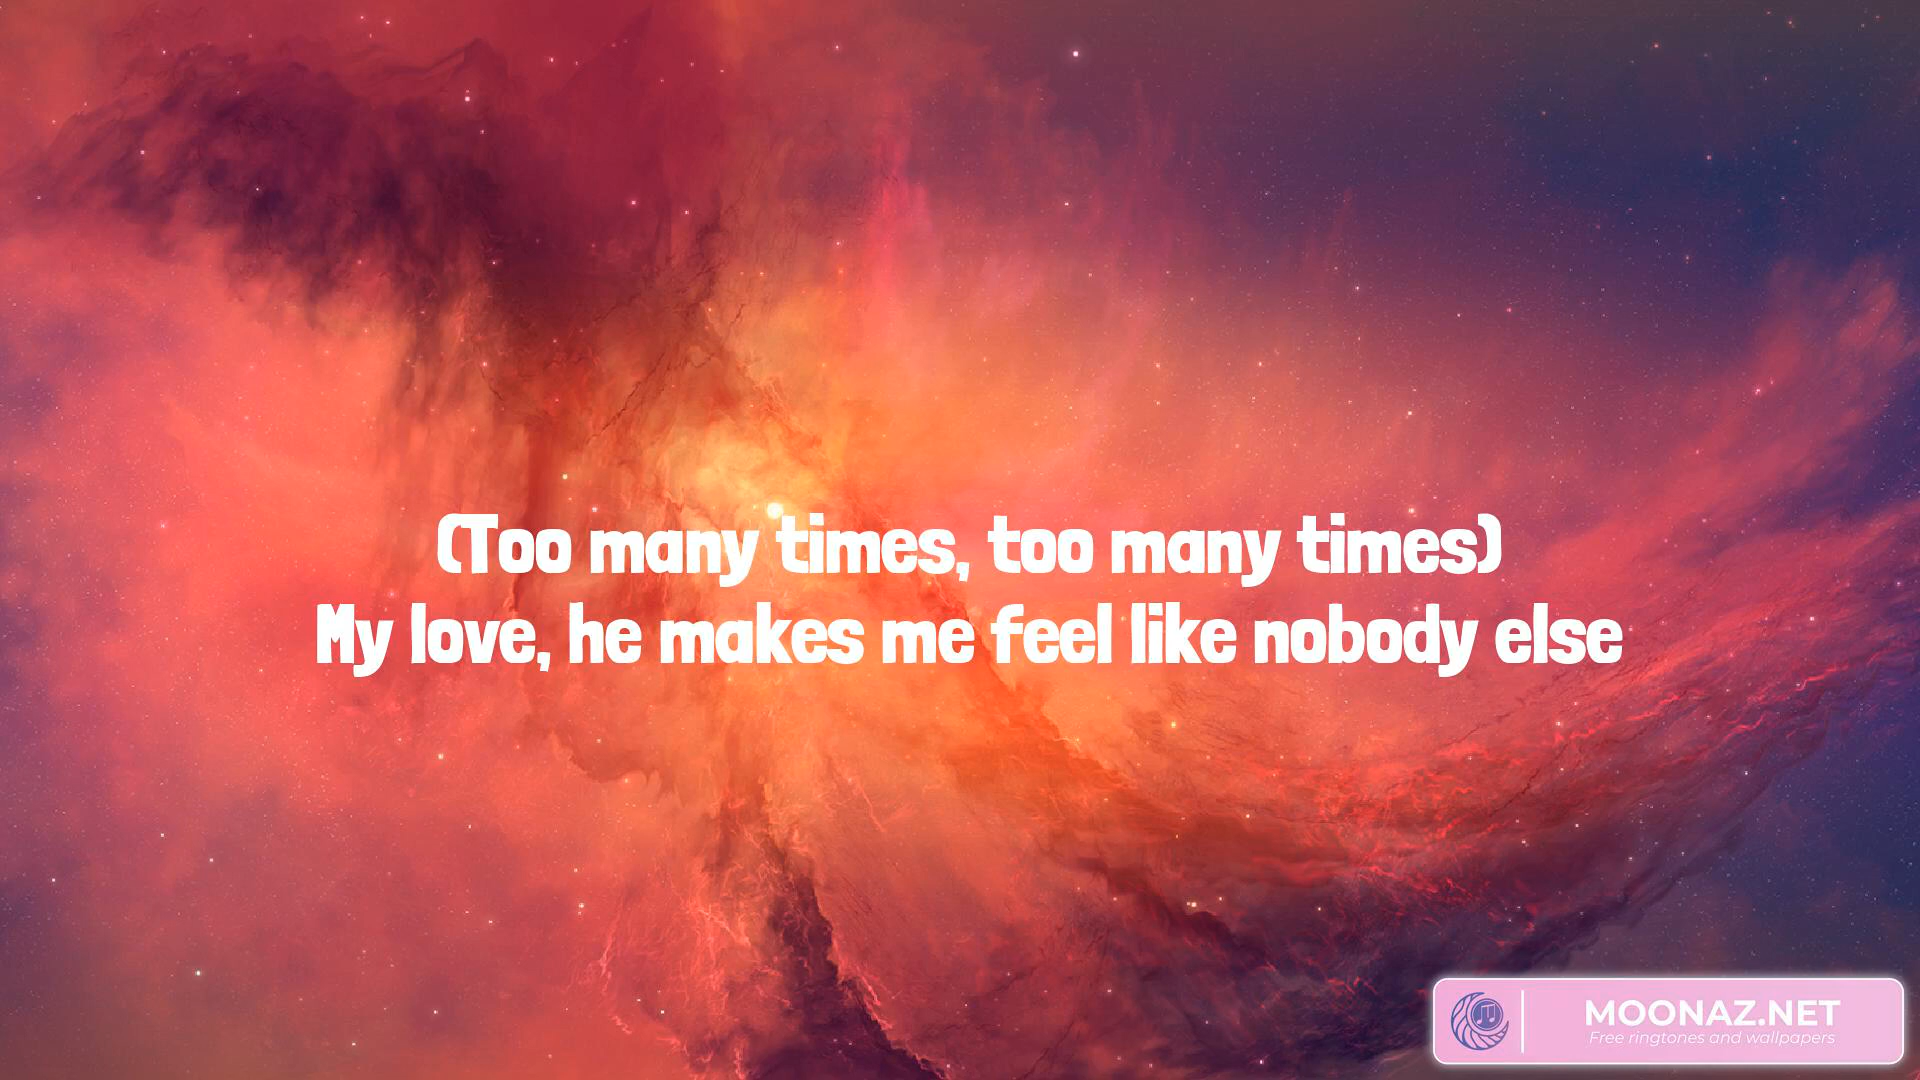 (Too many times, too many times)
My love, he makes me feel like nobody else
MOONAZ.NET
Free ringtones and wallpapers